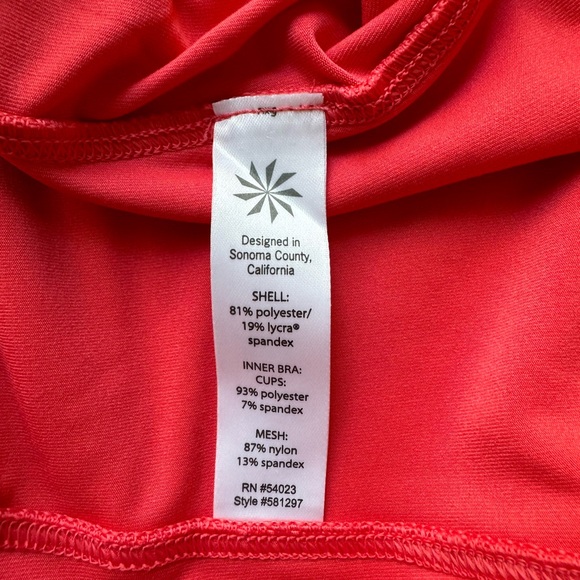 Designed in
Sonoma County,
California
SHELL:
81% polyester/
19% lycra®
spandex
INNER BRA:
CUPS:
93% polyester
7% spandex
MESH:
87% nylon
13% spandex
RN #54023
Style #581297